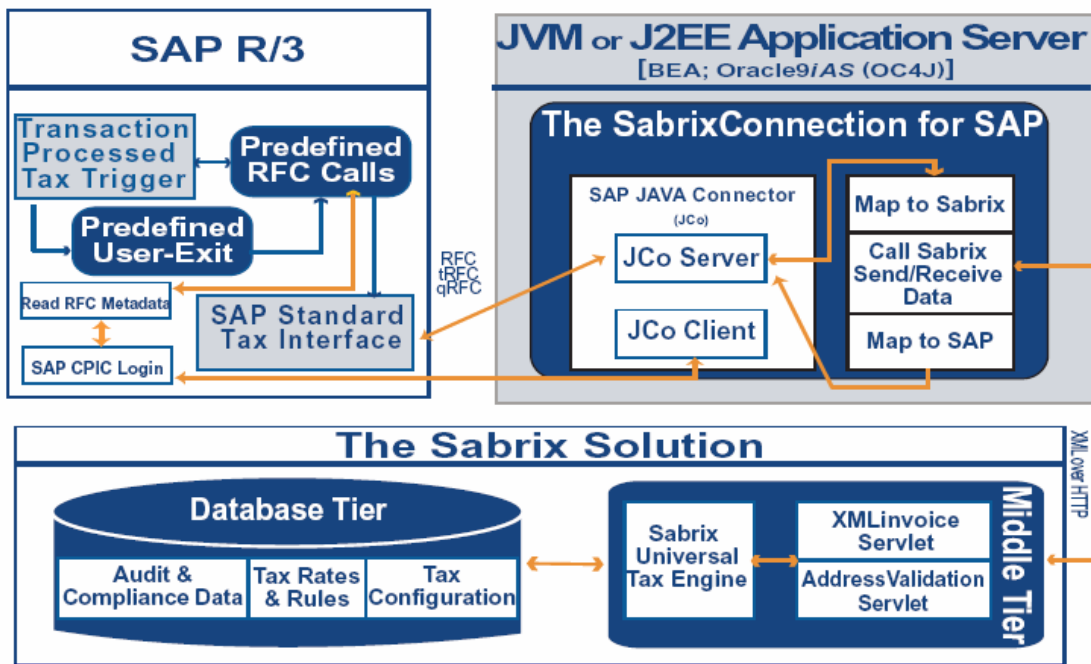 SAP R/3
Transaction
Processed
Tax Trigger
Predefined
RFC Calls
Predefined
User-Exit
Read RFC Metadata
SAP CPIC Login
SAP Standard
Tax Interface
RFC
tRFC
qRFC
JVM or J2EE Application Server
[BEA; Oracle9iAS (OC4J)]
The SabrixConnection for SAP
SAP JAVA Connector
(JCo)
JCo Server
JCo Client
Map to Sabrix
Call Sabrix
Send/Receive
Data
Map to SAP
XML over HTTP
The Sabrix Solution
Database Tier
Audit &
Compliance Data
Tax Rates
& Rules
Tax
Configuration
Sabrix
Universal
Tax Engine
XMLinvoice
Servlet
AddressValidation
Servlet
Middle Tier